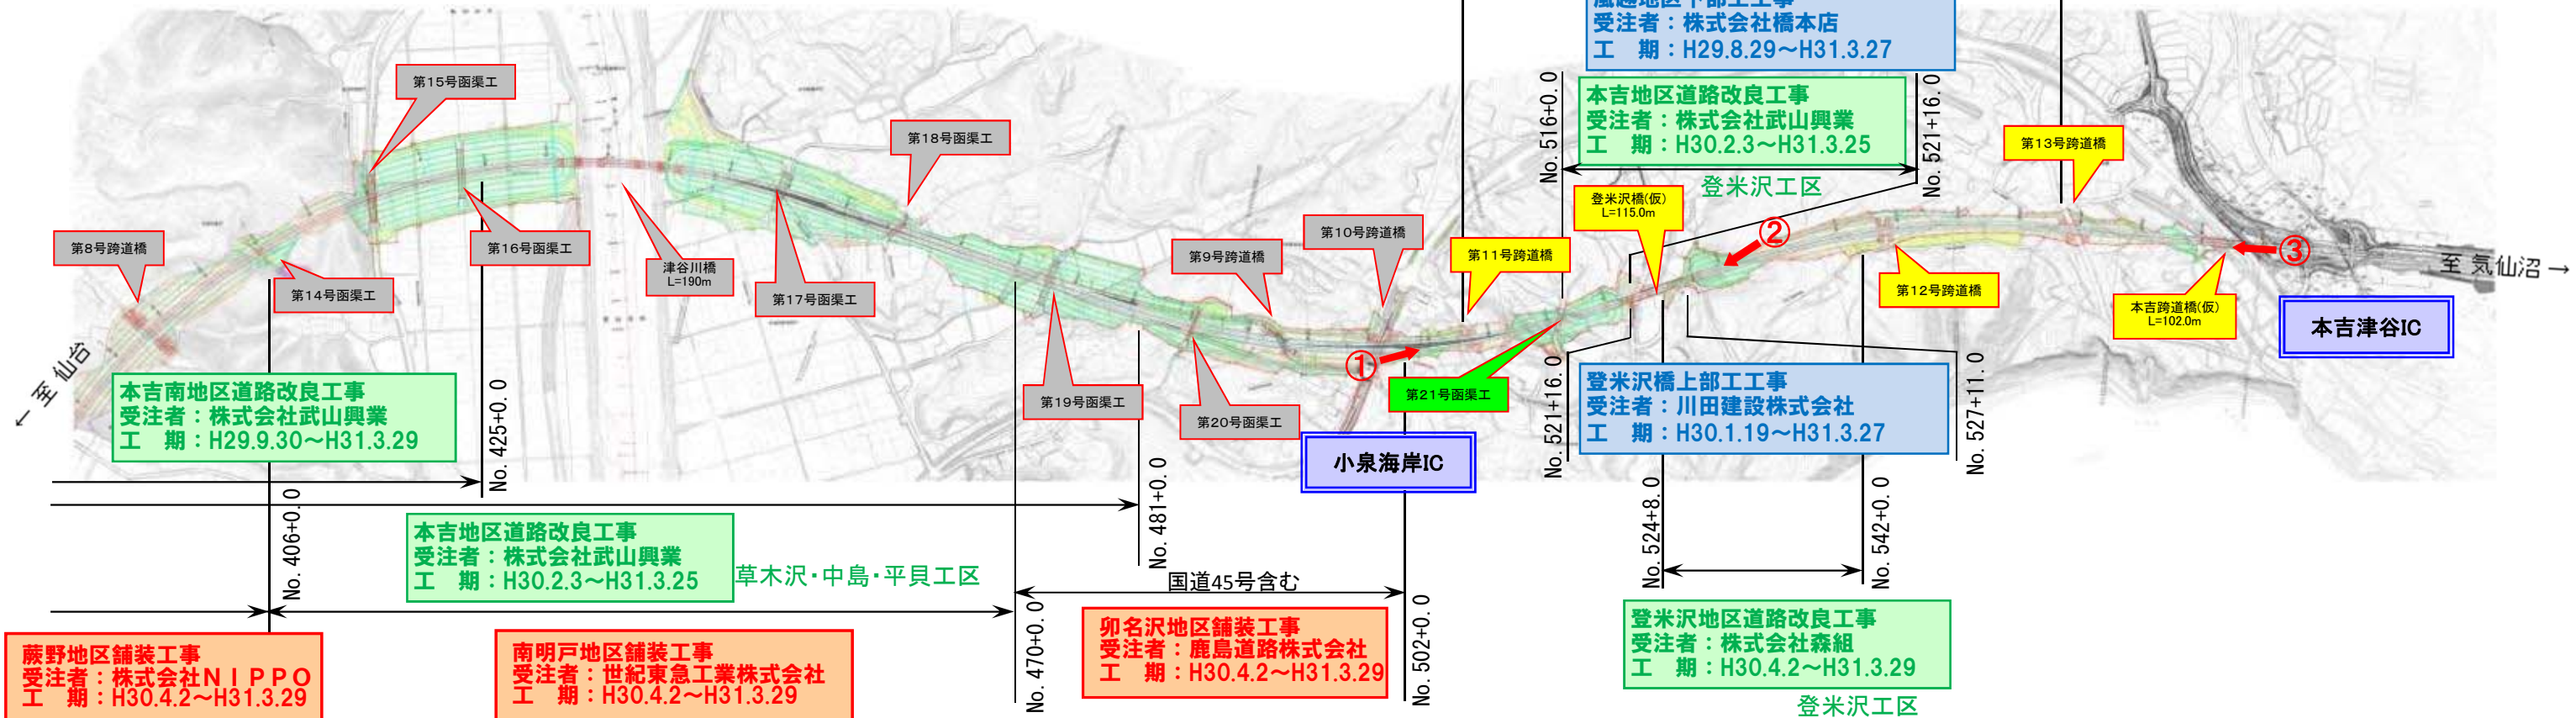 風越地区下部工工事
受注者：株式会社橋本店
工　期：H29.8.29～H31.3.27
本吉地区道路改良工事
受注者：株式会社武山興業
工　期：H30.2.3～H31.3.25
No. 516+0.0
No. 521+16.0
登米沢工区
第15号函渠工
第18号函渠工
第13号跨道橋
登米沢橋(仮)
L=115.0m
②
第8号跨道橋
第16号函渠工
第14号函渠工
津谷川橋
L=190m
第17号函渠工
第9号跨道橋
第10号跨道橋
第11号跨道橋
第12号跨道橋
本吉跨道橋(仮)
L=102.0m
③
至 気仙沼 →
本吉津谷IC
← 至 仙台
①
第19号函渠工
第20号函渠工
第21号函渠工
小泉海岸IC
本吉南地区道路改良工事
受注者：株式会社武山興業
工　期：H29.9.30～H31.3.29
No. 425+0.0
No. 521+16.0
登米沢橋上部工工事
受注者：川田建設株式会社
工　期：H30.1.19～H31.3.27
No. 527+11.0
No. 406+0.0
No. 481+0.0
No. 524+8.0
No. 542+0.0
本吉地区道路改良工事
受注者：株式会社武山興業
工　期：H30.2.3～H31.3.25
草木沢・中島・平貝工区
国道45号含む
No. 470+0.0
No. 502+0.0
蕨野地区舗装工事
受注者：株式会社ＮＩＰＰＯ
工　期：H30.4.2～H31.3.29
南明戸地区舗装工事
受注者：世紀東急工業株式会社
工　期：H30.4.2～H31.3.29
卯名沢地区舗装工事
受注者：鹿島道路株式会社
工　期：H30.4.2～H31.3.29
登米沢地区道路改良工事
受注者：株式会社森組
工　期：H30.4.2～H31.3.29
登米沢工区